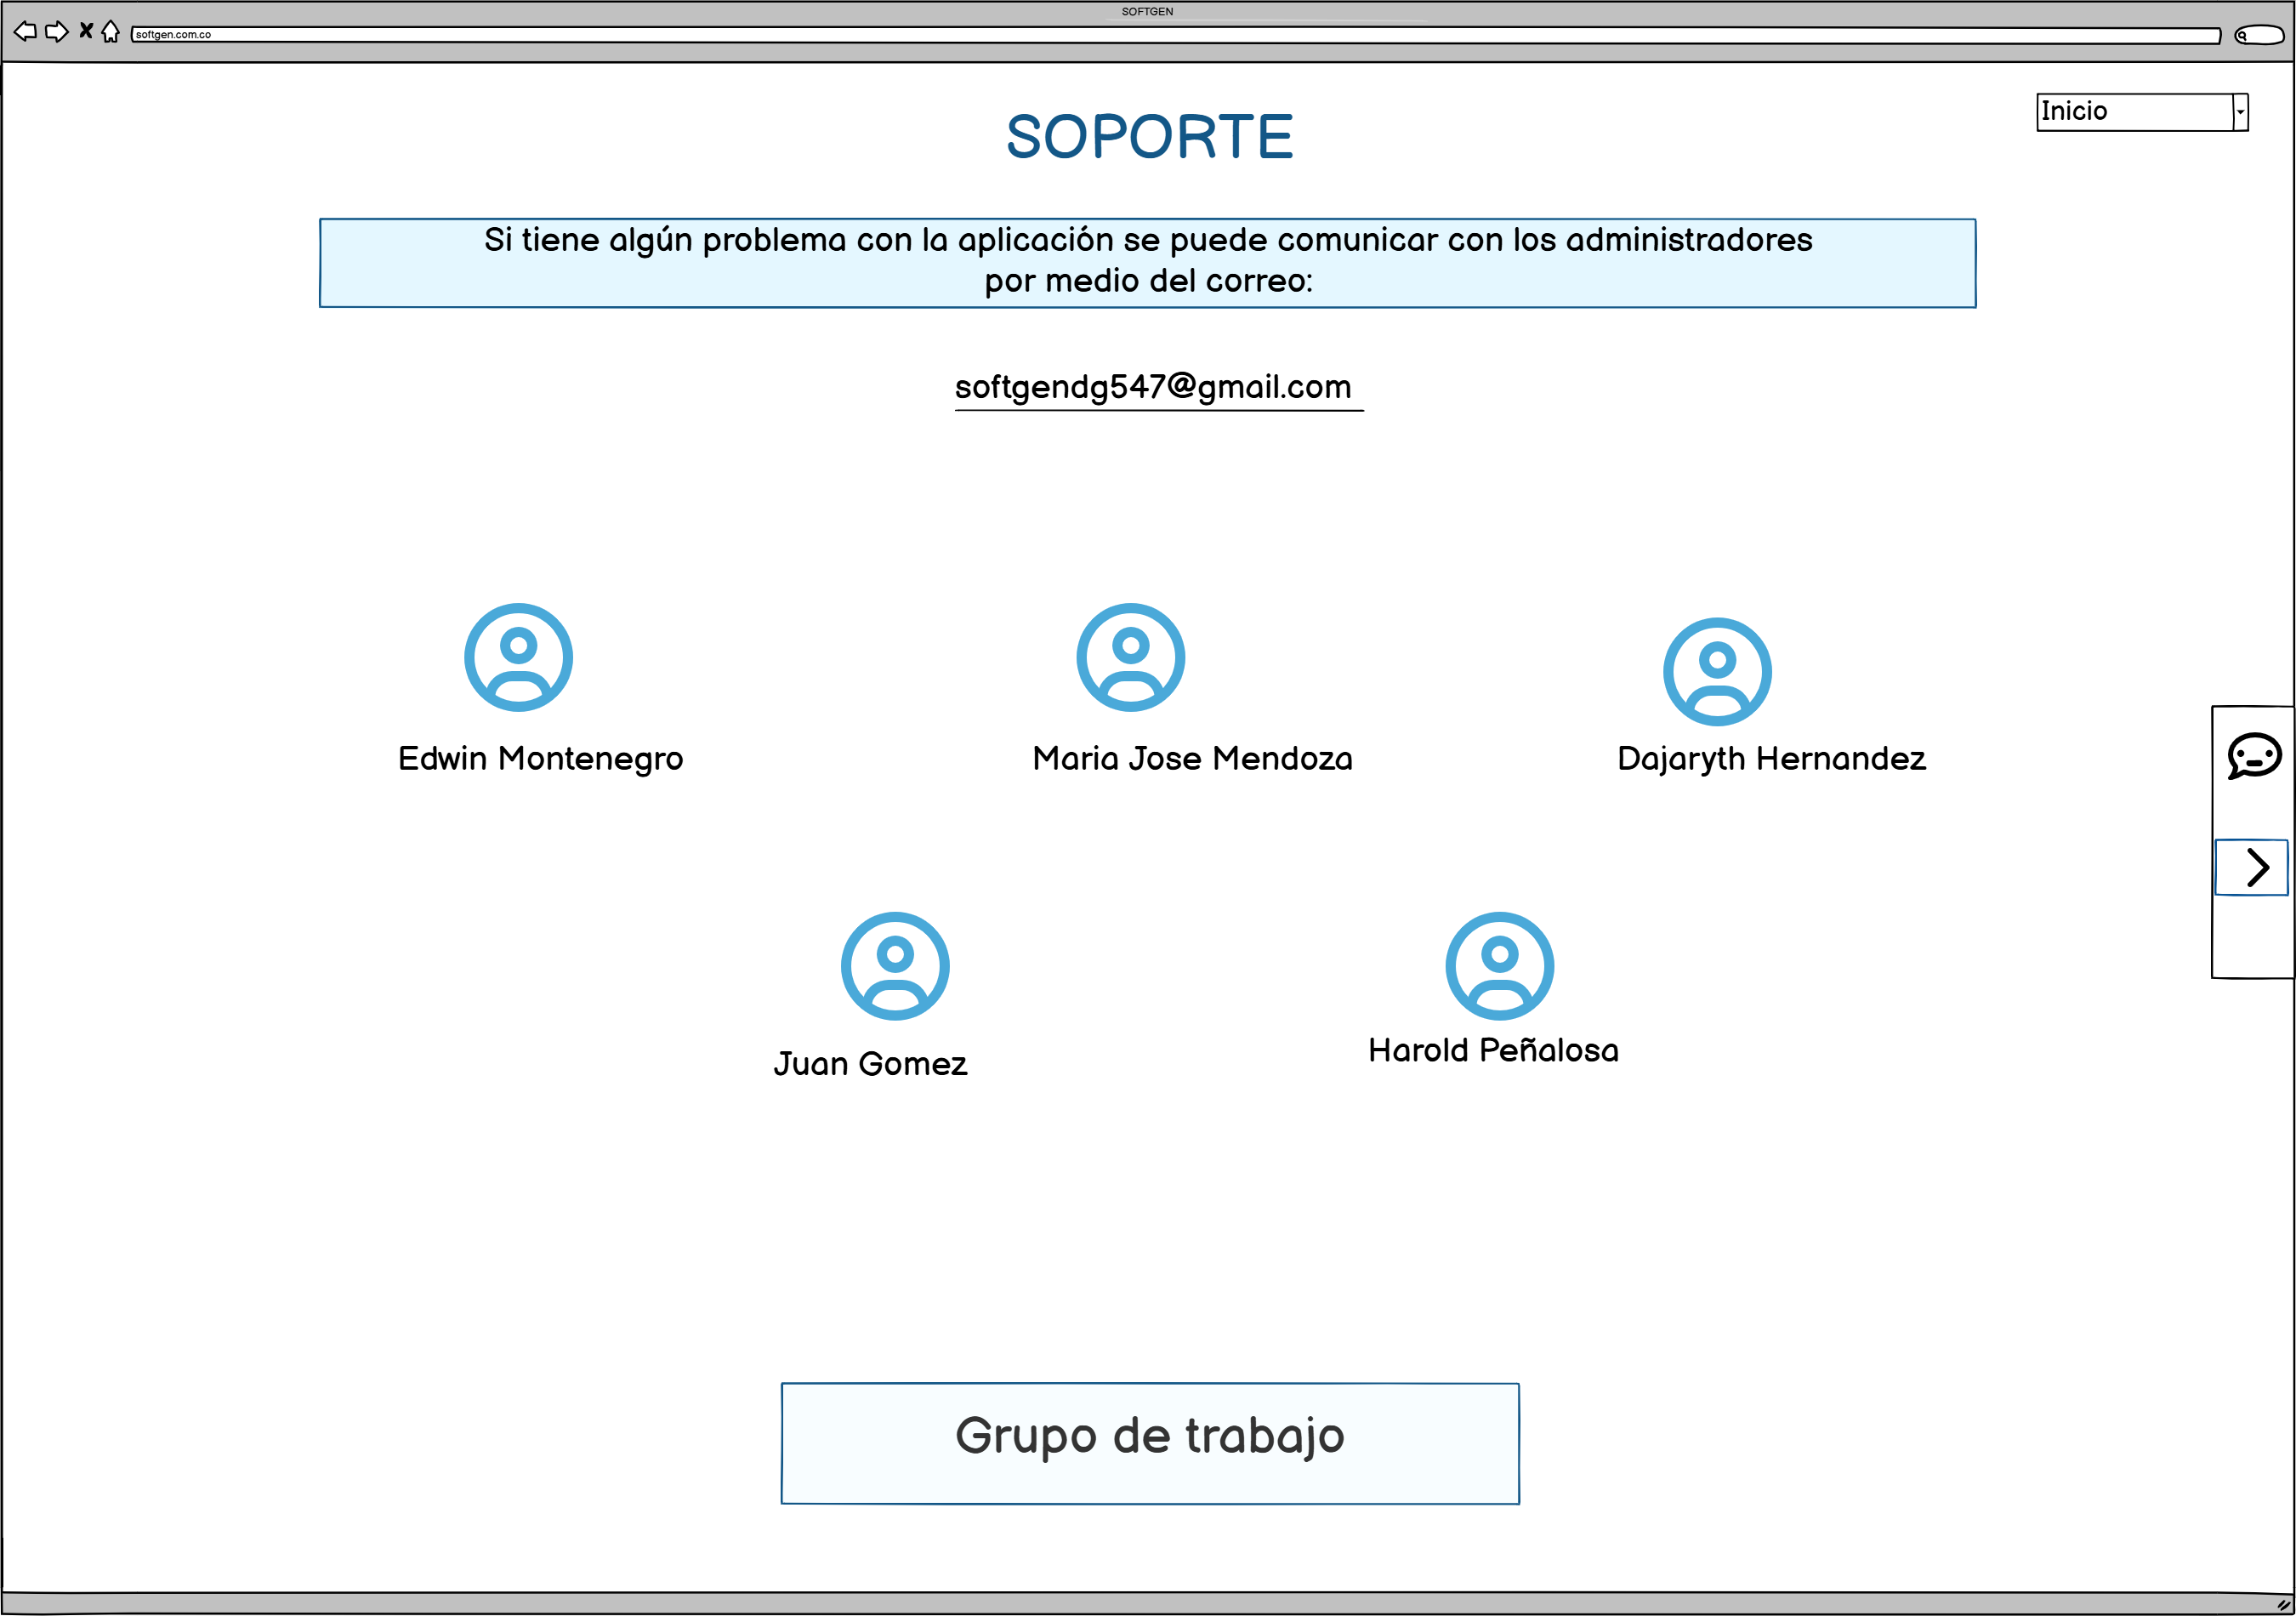 SOFTGEN
softgen.com.co
Inicio
SOPORTE
Si tiene algún problema con la aplicación se puede comunicar con los administradores
por medio del correo:
softgendg547@gmail.com
Edwin Montenegro
Maria Jose Mendoza
Dajaryth Hernandez
Juan Gomez
Harold Peñalosa
Grupo de trabajo